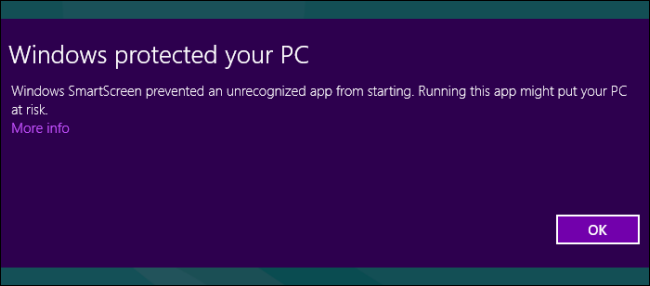 Windows protected your PC
Windows SmartScreen prevented an unrecognized app from starting. Running this app might put your PC
at risk.
More info
OK